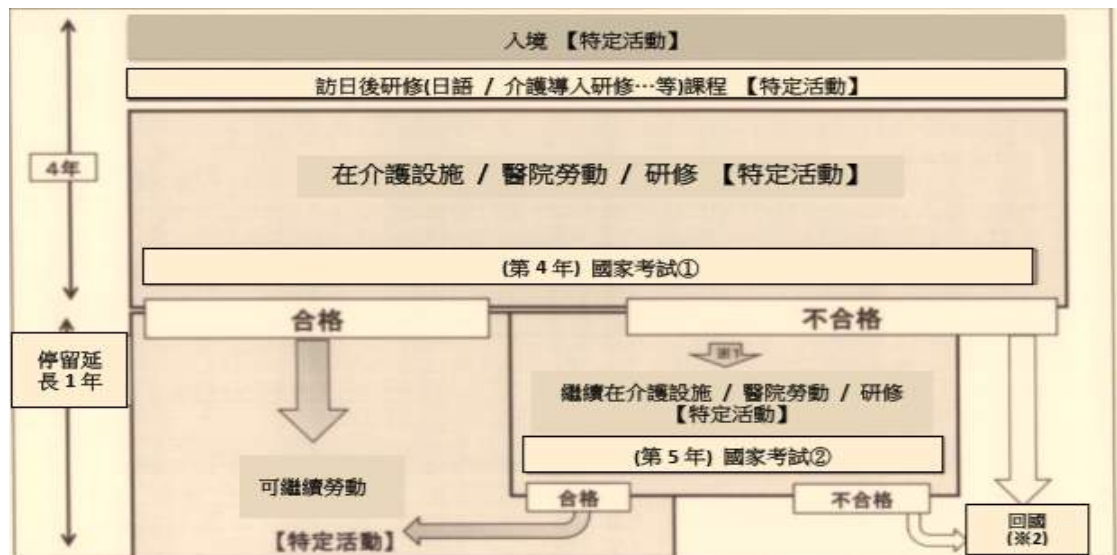 入境 【特定活動】
訪日後研修(日語 / 介護導入研修…等)課程 【特定活動】
4年
在介護設施 / 醫院勞動 / 研修 【特定活動】
(第 4 年) 國家考試①
合格
不合格
停留延
長 1 年
※1
繼續在介護設施 / 醫院勞動 / 研修
【特定活動】
(第 5 年) 國家考試②
可繼續勞動
合格
不合格
【特定活動】
回國
(※2)